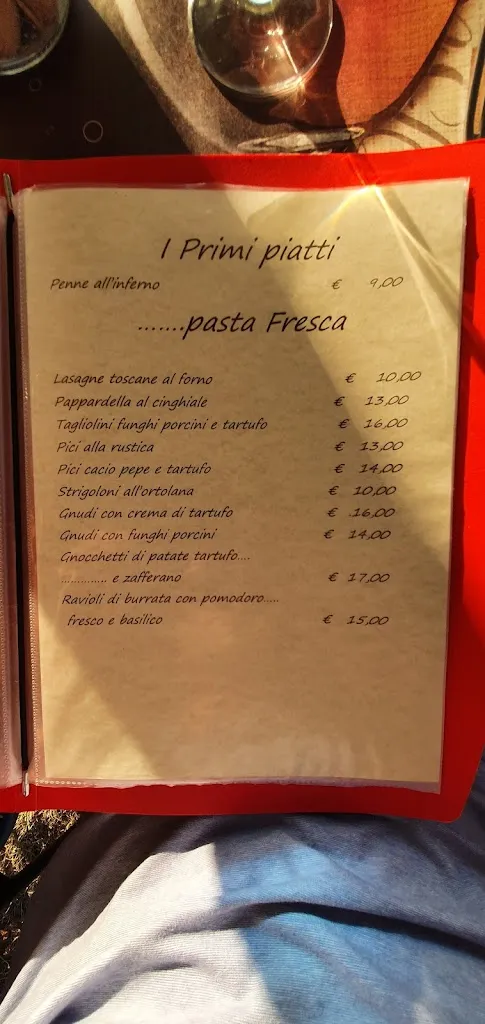 I Primi piatti
Penne all'inferno € 9,00
.......pasta Fresca
Lasagne toscane al forno € 10,00
Pappardella al cinghiale € 13,00
Tagliolini funghi porcini e tartufo € 16,00
Pici alla rustica € 13,00
Pici cacio pepe e tartufo € 14,00
Strigoloni all'ortolana € 10,00
Gnudi con crema di tartufo € .16,00
Gnudi con funghi porcini € 14,00
Gnocchetti di patate tartufo....
.............. e zafferano € 17,00
Ravioli di burrata con pomodoro.....
fresco e basilico € 15,00